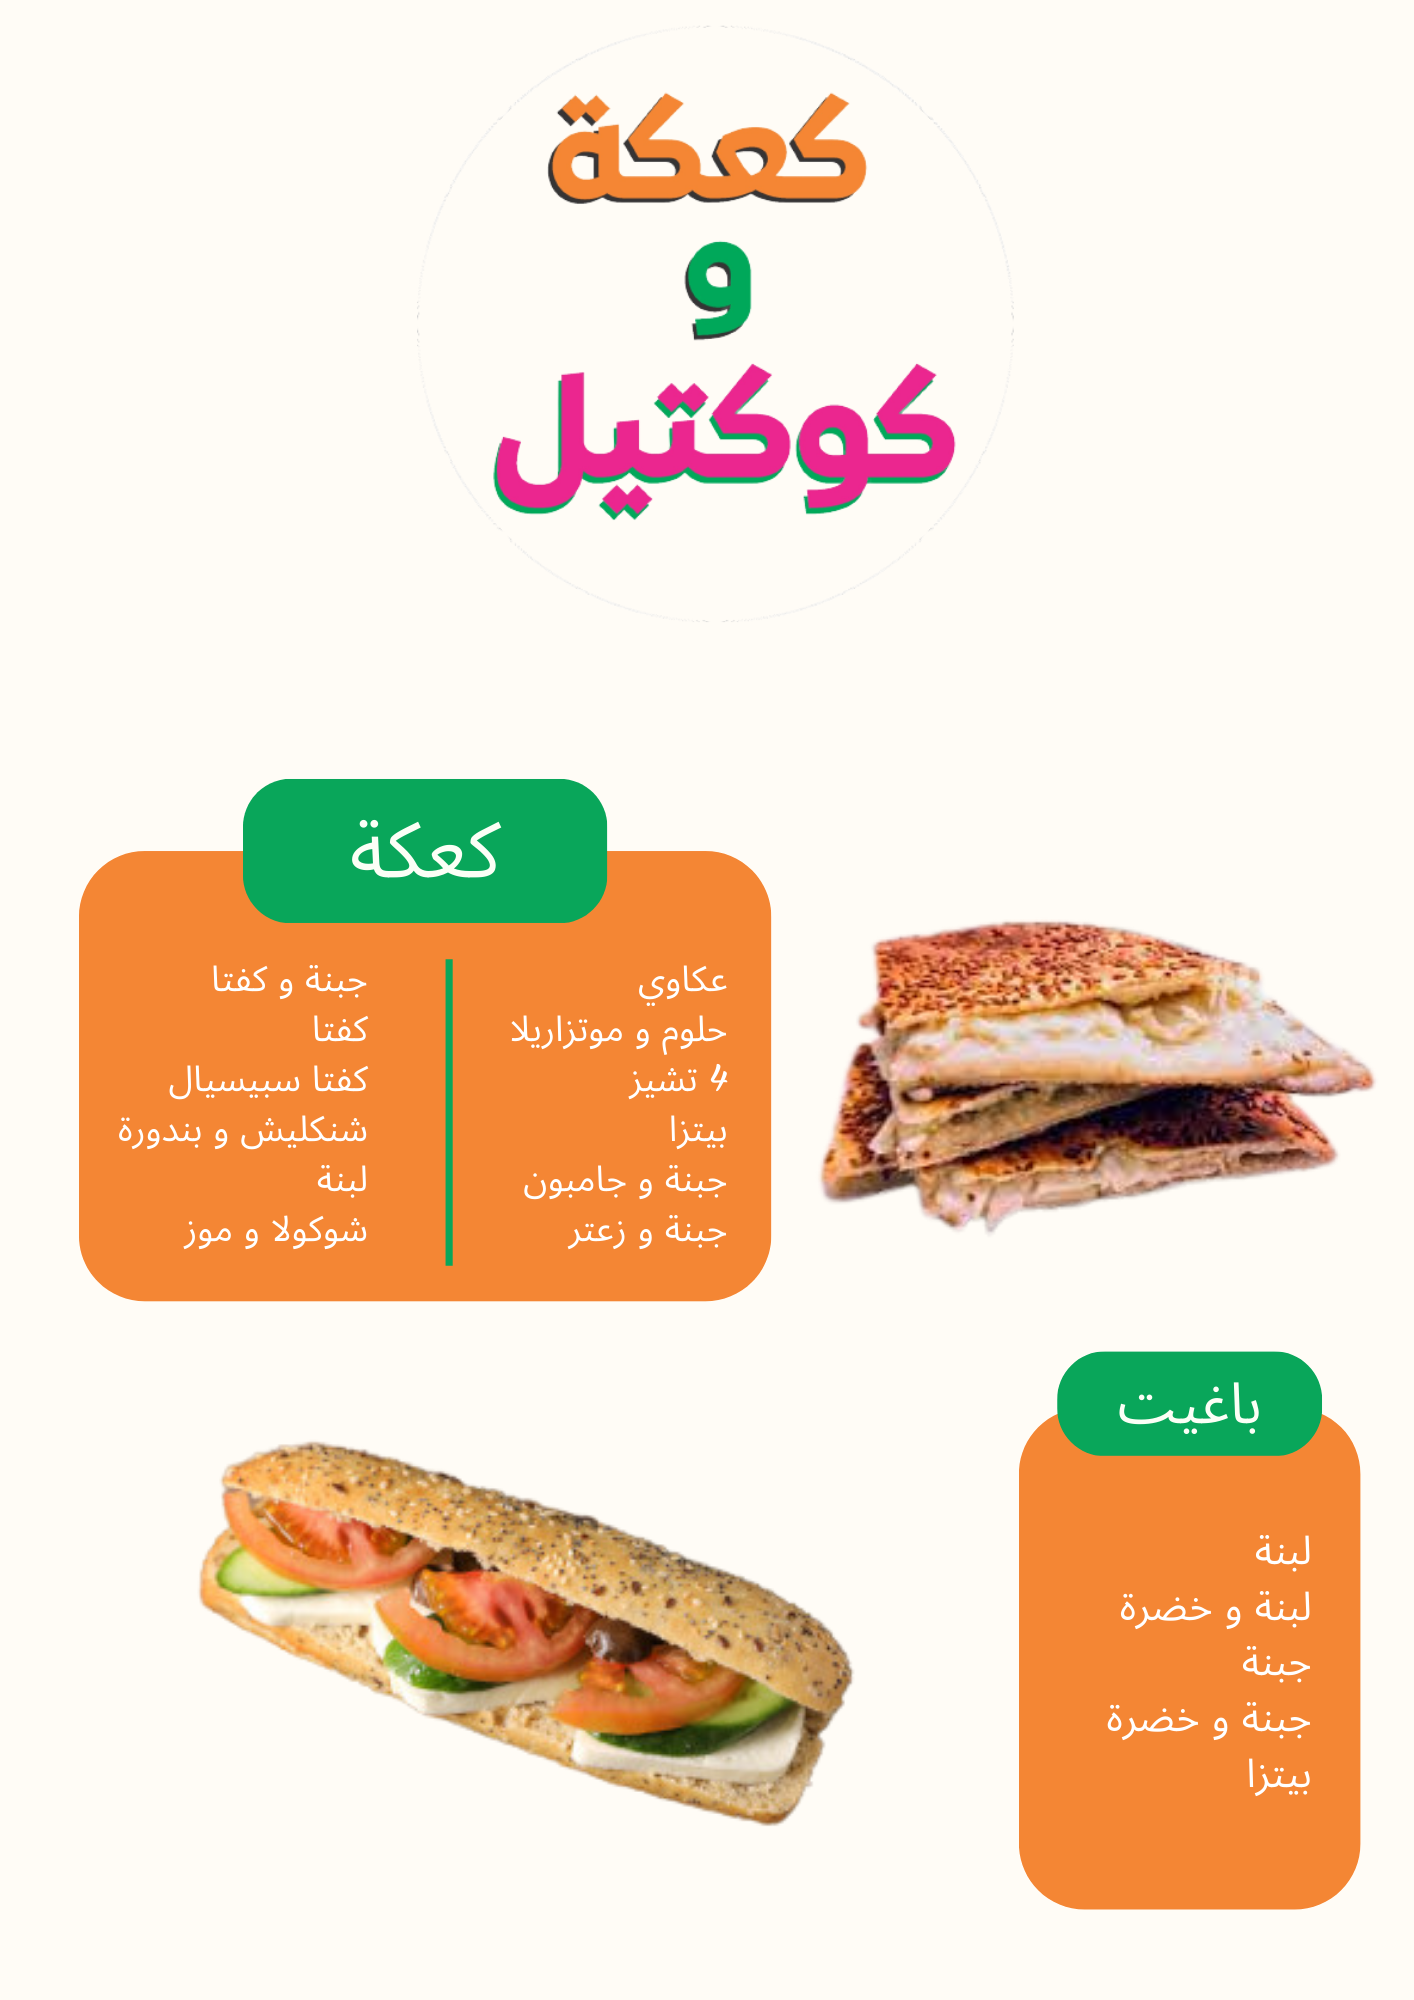 كعكة
و
كوكتيل
كعكة
عكاوي
حلوم و موتزاريلا
4 تشيز
بيتزا
جبنة و جامبون
جبنة و زعتر
جبنة و كفتا
كفتا
كفتا سبيسيال
شنكليش و بندورة
لبنة
شوكولا و موز
باغيت
لبنة
لبنة و خضرة
جبنة
جبنة و خضرة
بيتزا